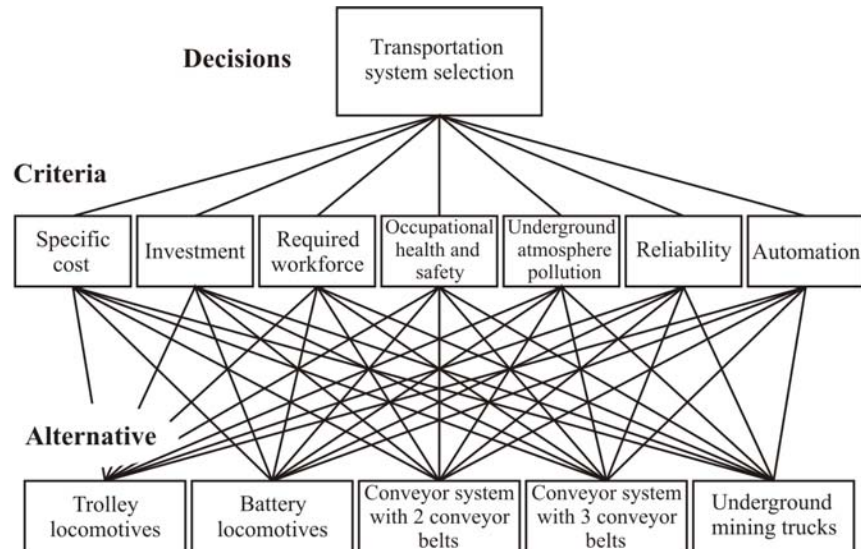 Decisions
Transportation
system selection
Criteria
Specific
cost
Investment
Required
workforce
Occupational
health and
safety
Underground
atmosphere
pollution
Reliability
Automation
Alternative
Trolley
locomotives
Battery
locomotives
Conveyor system
with 2 conveyor
belts
Conveyor system
with 3 conveyor
belts
Underground
mining trucks